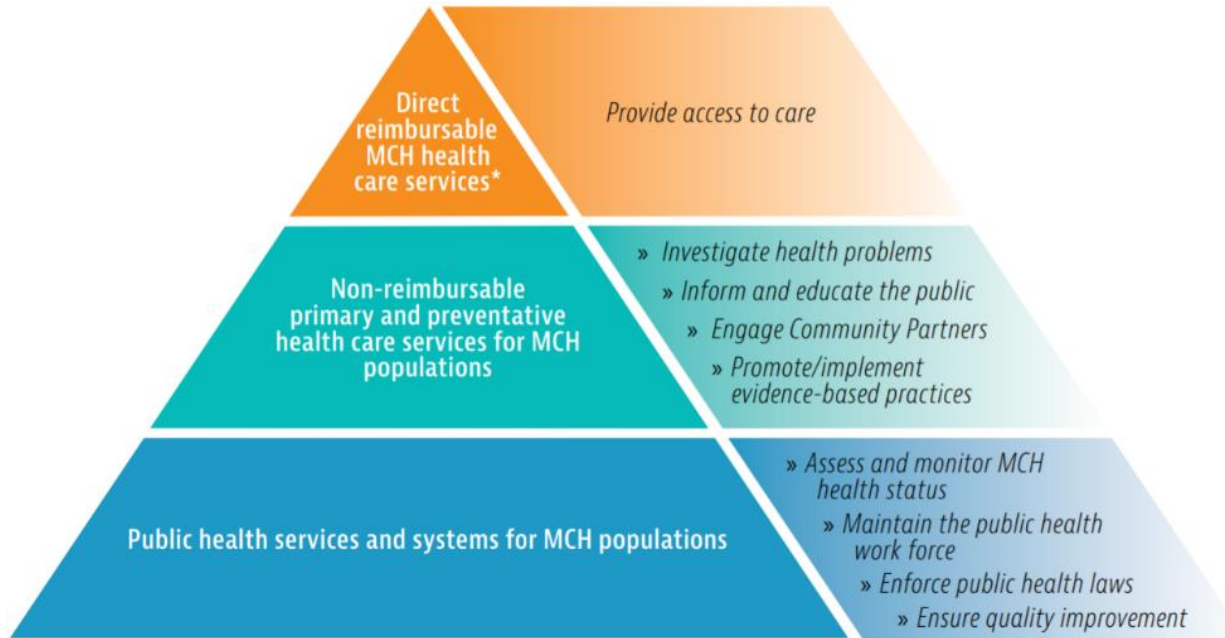 Direct
reimbursable
MCH health
care services*
Provide access to care
Non-reimbursable
primary and preventative
health care services for MCH
populations
» Investigate health problems
» Inform and educate the public
» Engage Community Partners
» Promote/implement
evidence-based practices
Public health services and systems for MCH populations
» Assess and monitor MCH
health status
» Maintain the public health
work force
» Enforce public health laws
» Ensure quality improvement